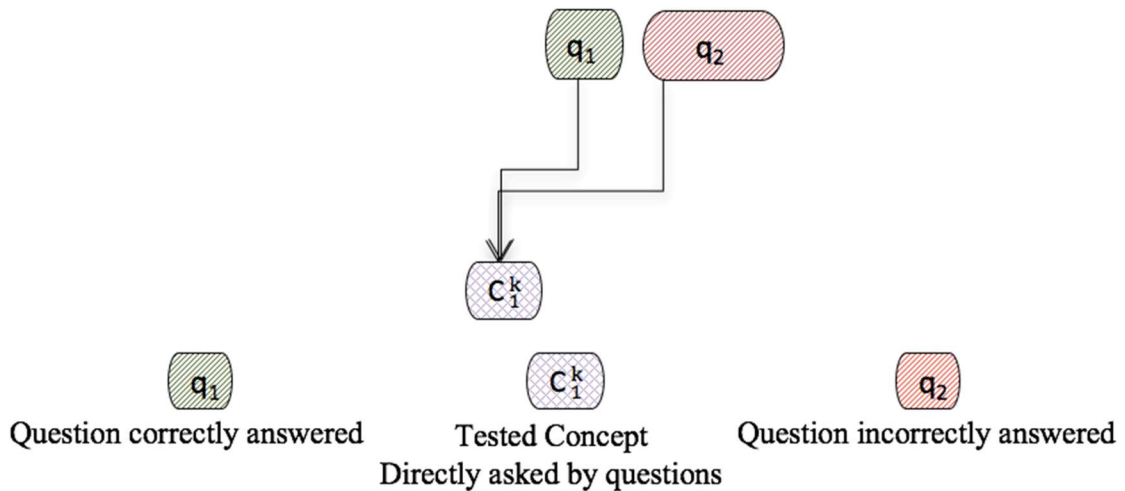 q₁ q₂
C₁ᵏ
q₁ C₁ᵏ q₂
Question correctly answered Tested Concept Question incorrectly answered
Directly asked by questions